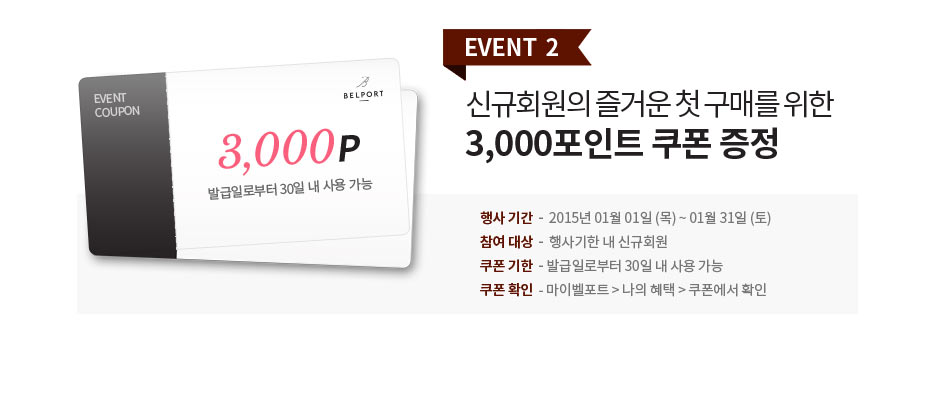 EVENT
COUPON
BELPORT
3,000P
발급일로부터 30일 내 사용 가능
EVENT 2
신규회원의 즐거운 첫 구매를 위한
3,000포인트 쿠폰 증정
행사 기간 - 2015년 01월 01일 (목) ~ 01월 31일 (토)
참여 대상 - 행사기한 내 신규회원
쿠폰 기한 - 발급일로부터 30일 내 사용 가능
쿠폰 확인 - 마이벨포트 > 나의 혜택 > 쿠폰에서 확인